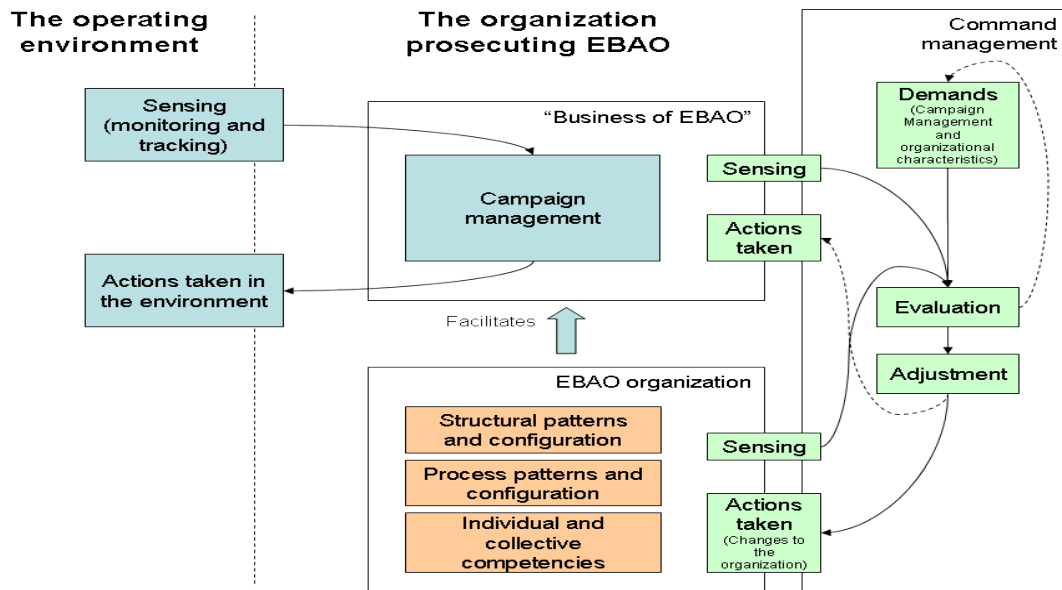 The operating
environment
The organization
prosecuting EBAO
Command
management
Sensing
(monitoring and
tracking)
Actions taken in
the environment
“Business of EBAO”
Campaign
management
Facilitates
EBAO organization
Structural patterns
and configuration
Process patterns and
configuration
Individual and
collective
competencies
Sensing
Actions
taken
Sensing
Actions
taken
(Changes to
the
organization)
Demands
(Campaign
Management
and
organizational
characteristics)
Evaluation
Adjustment